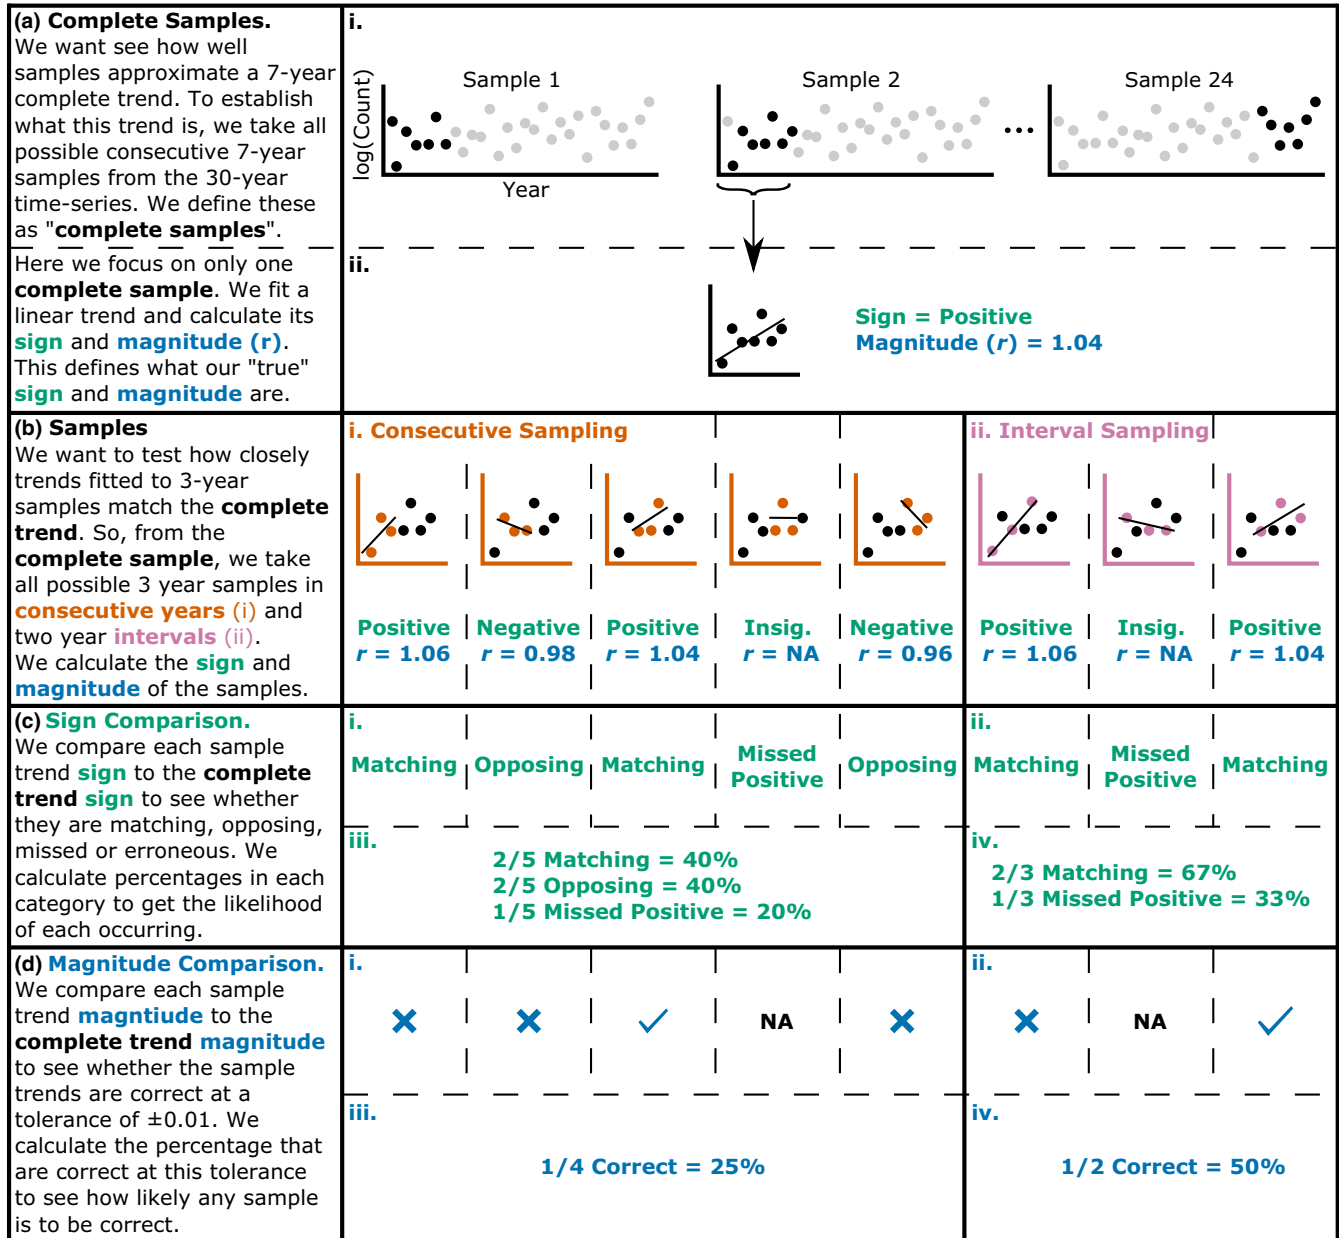 (a) Complete Samples.
We want see how well
samples approximate a 7-year
complete trend. To establish
what this trend is, we take all
possible consecutive 7-year
samples from the 30-year
time-series. We define these
as "complete samples".
i.
Sample 1
Sample 2
Sample 24
log(Count)
Year
...
Here we focus on only one
complete sample. We fit a
linear trend and calculate its
sign and magnitude (r).
This defines what our "true"
sign and magnitude are.
ii.
Sign = Positive
Magnitude (r) = 1.04
(b) Samples
We want to test how closely
trends fitted to 3-year
samples match the complete
trend. So, from the
complete sample, we take
all possible 3 year samples in
consecutive years (i) and
two year intervals (ii).
We calculate the sign and
magnitude of the samples.
i. Consecutive Sampling
Positive Negative Positive Insig. Negative
r = 1.06 r = 0.98 r = 1.04 r = NA r = 0.96
ii. Interval Sampling
Positive Insig. Positive
r = 1.06 r = NA r = 1.04
(c) Sign Comparison.
We compare each sample
trend sign to the complete
trend sign to see whether
they are matching, opposing,
missed or erroneous. We
calculate percentages in each
category to get the likelihood
of each occurring.
i.
Matching Opposing Matching Missed Positive Opposing
ii.
Matching Missed Positive Matching
iii.
2/5 Matching = 40%
2/5 Opposing = 40%
1/5 Missed Positive = 20%
iv.
2/3 Matching = 67%
1/3 Missed Positive = 33%
(d) Magnitude Comparison.
We compare each sample
trend magntiude to the
complete trend magnitude
to see whether the sample
trends are correct at a
tolerance of ±0.01. We
calculate the percentage that
are correct at this tolerance
to see how likely any sample
is to be correct.
i.
NA
ii.
NA
iii.
1/4 Correct = 25%
iv.
1/2 Correct = 50%